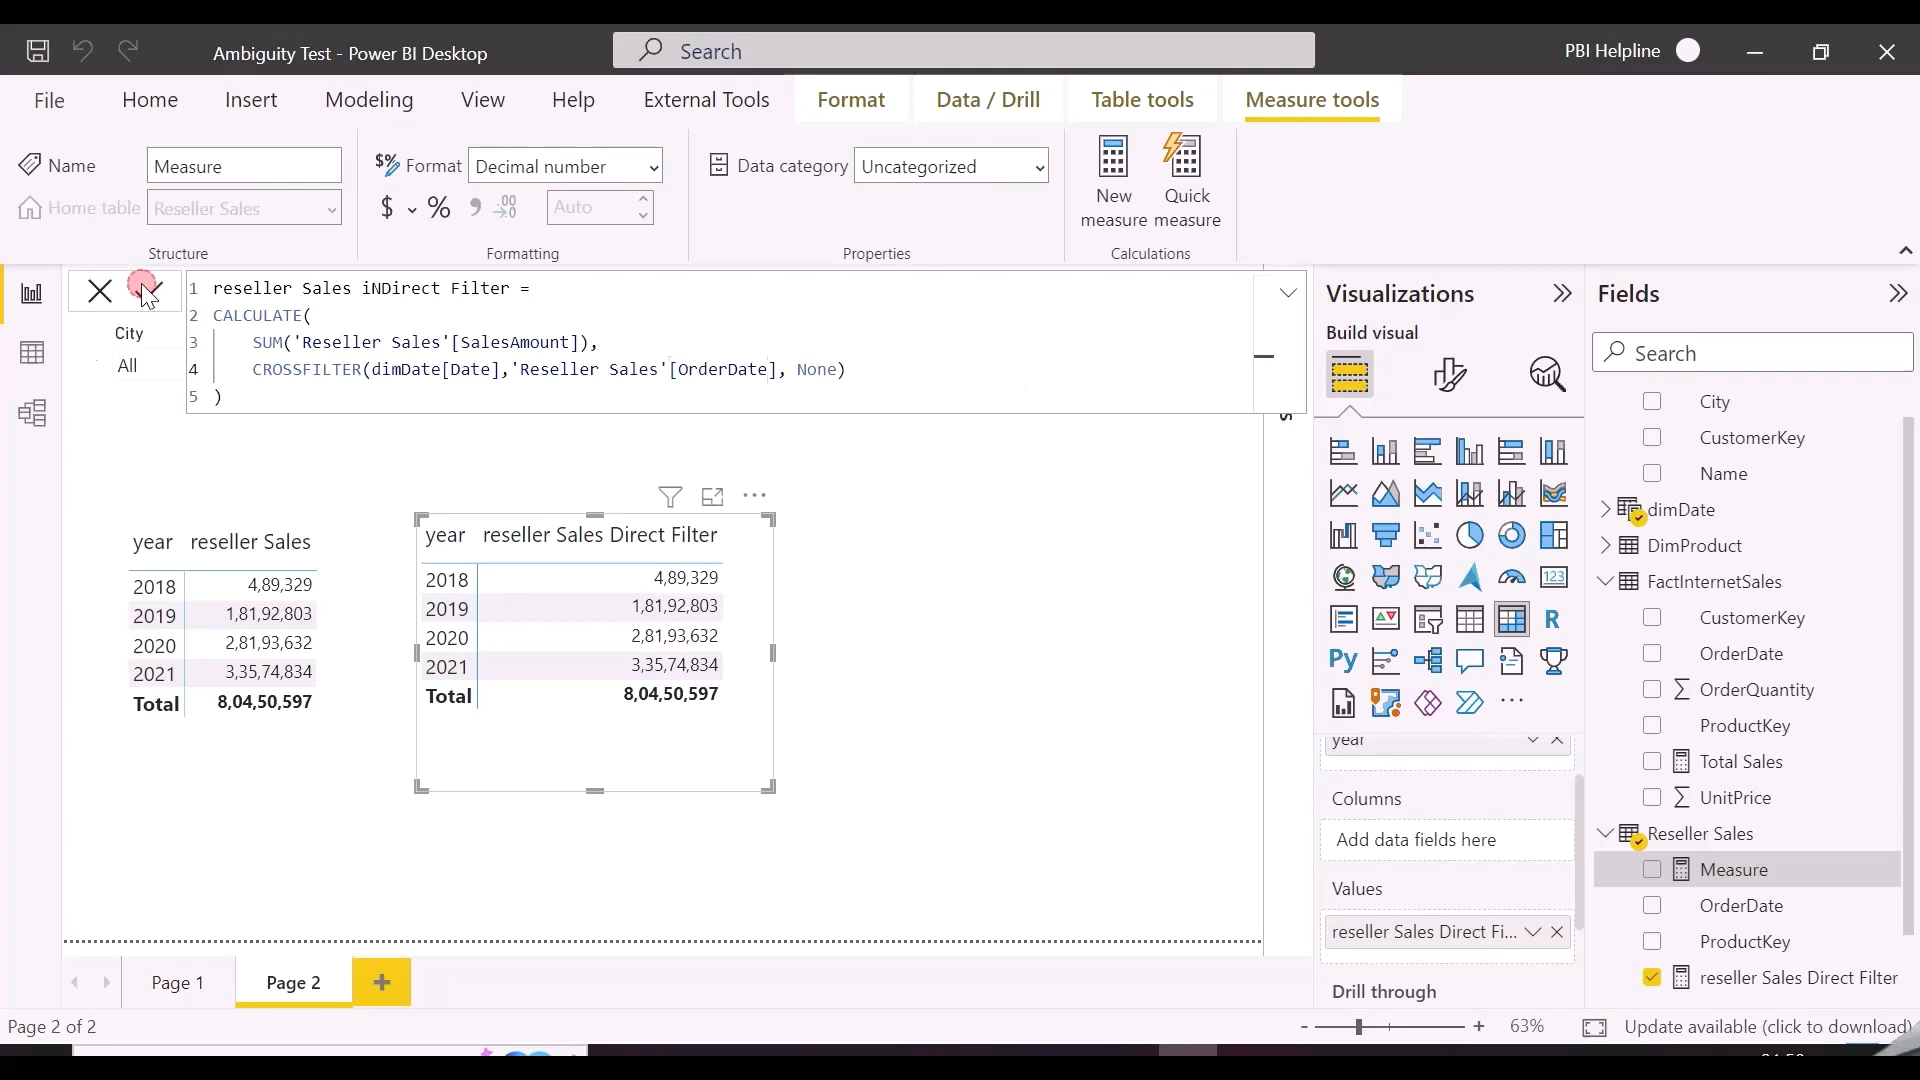 Ambiguity Test - Power BI Desktop
Search
PBI Helpline
File
Home
Insert
Modeling
View
Help
External Tools
Format
Data / Drill
Table tools
Measure tools
Name
Measure
Format
Decimal number
Data category
Uncategorized
New measure
Quick measure
Home table
Reseller Sales
$
%
Auto
Structure
Formatting
Properties
Calculations
1 reseller Sales iNDirect Filter =
2 CALCULATE(
3 SUM('Reseller Sales'[SalesAmount]),
4 CROSSFILTER(dimDate[Date],'Reseller Sales'[OrderDate], None)
5 )
City
All
year reseller Sales
2018 4,89,329
2019 1,81,92,803
2020 2,81,93,632
2021 3,35,74,834
Total 8,04,50,597
year reseller Sales Direct Filter
2018 4,89,329
2019 1,81,92,803
2020 2,81,93,632
2021 3,35,74,834
Total 8,04,50,597
Visualizations
Build visual
123
R
Py
year
Columns
Add data fields here
Values
reseller Sales Direct Fi...
Drill through
Fields
Search
City
CustomerKey
Name
dimDate
DimProduct
FactInternetSales
CustomerKey
OrderDate
OrderQuantity
ProductKey
Total Sales
UnitPrice
Reseller Sales
Measure
OrderDate
ProductKey
reseller Sales Direct Filter
Page 1
Page 2
+
Page 2 of 2
- + 63%
Update available (click to download)